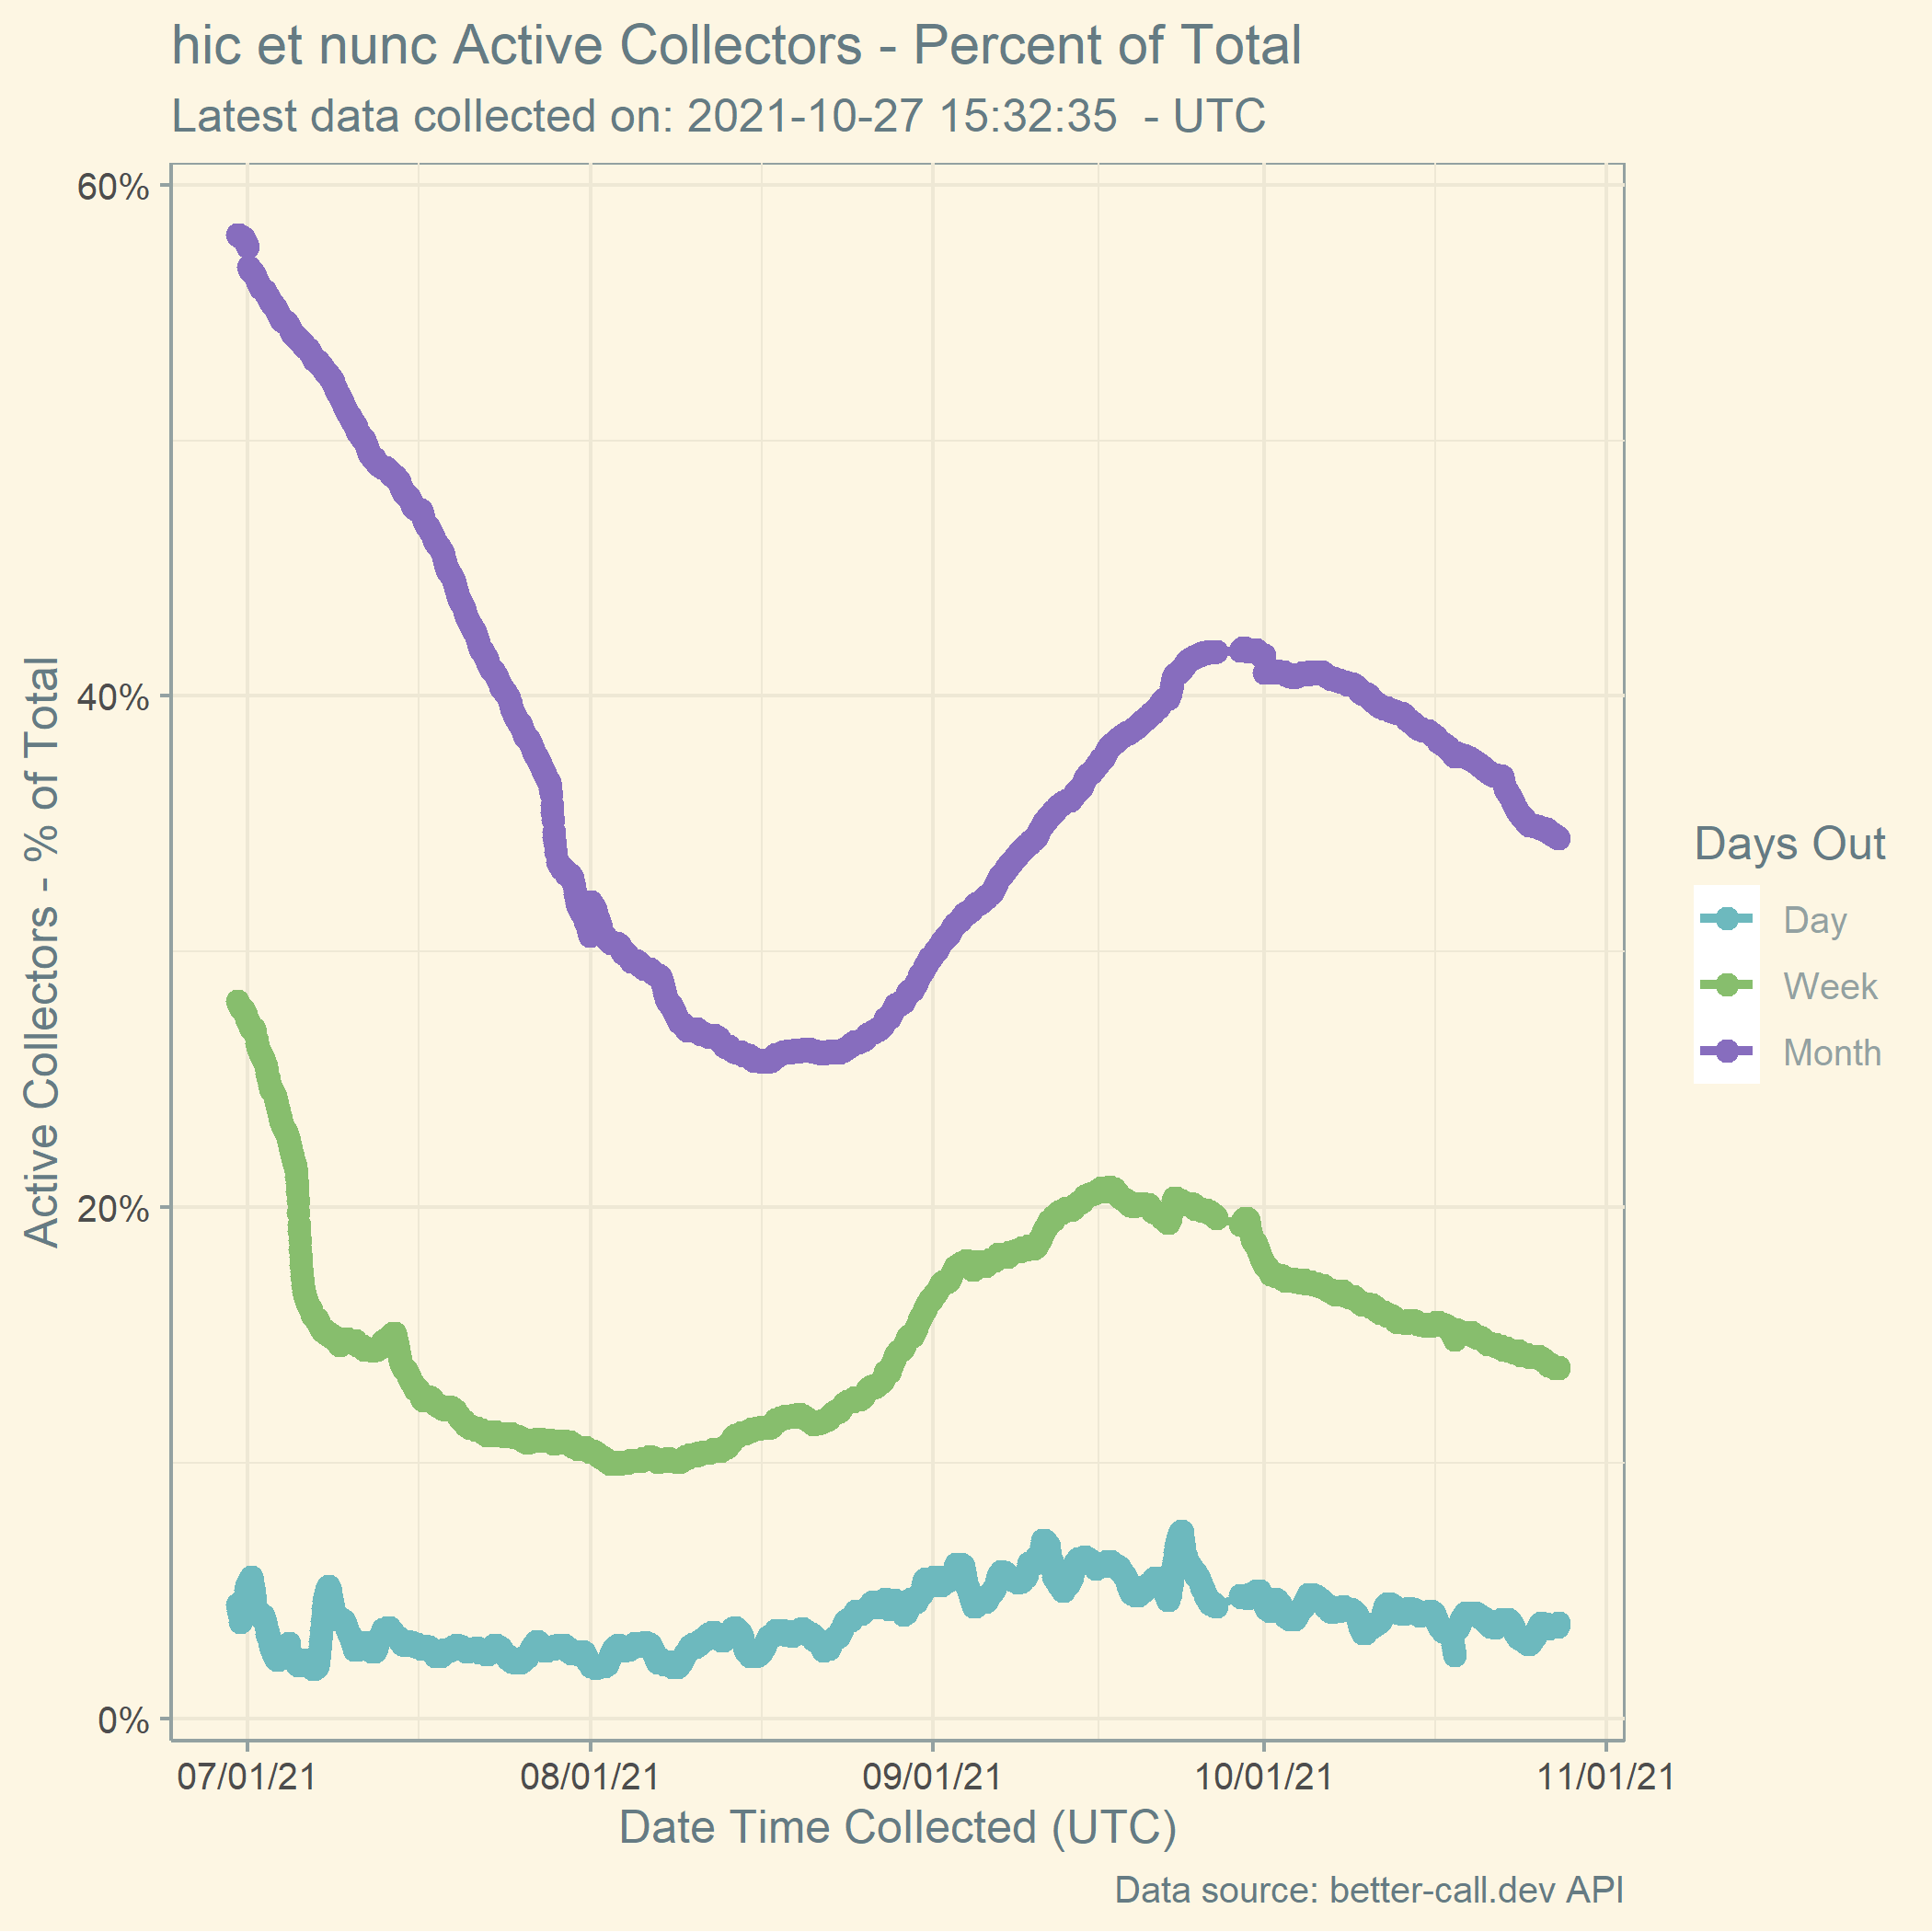 hic et nunc Active Collectors - Percent of Total
Latest data collected on: 2021-10-27 15:32:35  - UTC
60%
40%
20%
0%
Active Collectors - % of Total
07/01/21
08/01/21
09/01/21
10/01/21
11/01/21
Date Time Collected (UTC)
Days Out
Day
Week
Month
Data source: better-call.dev API